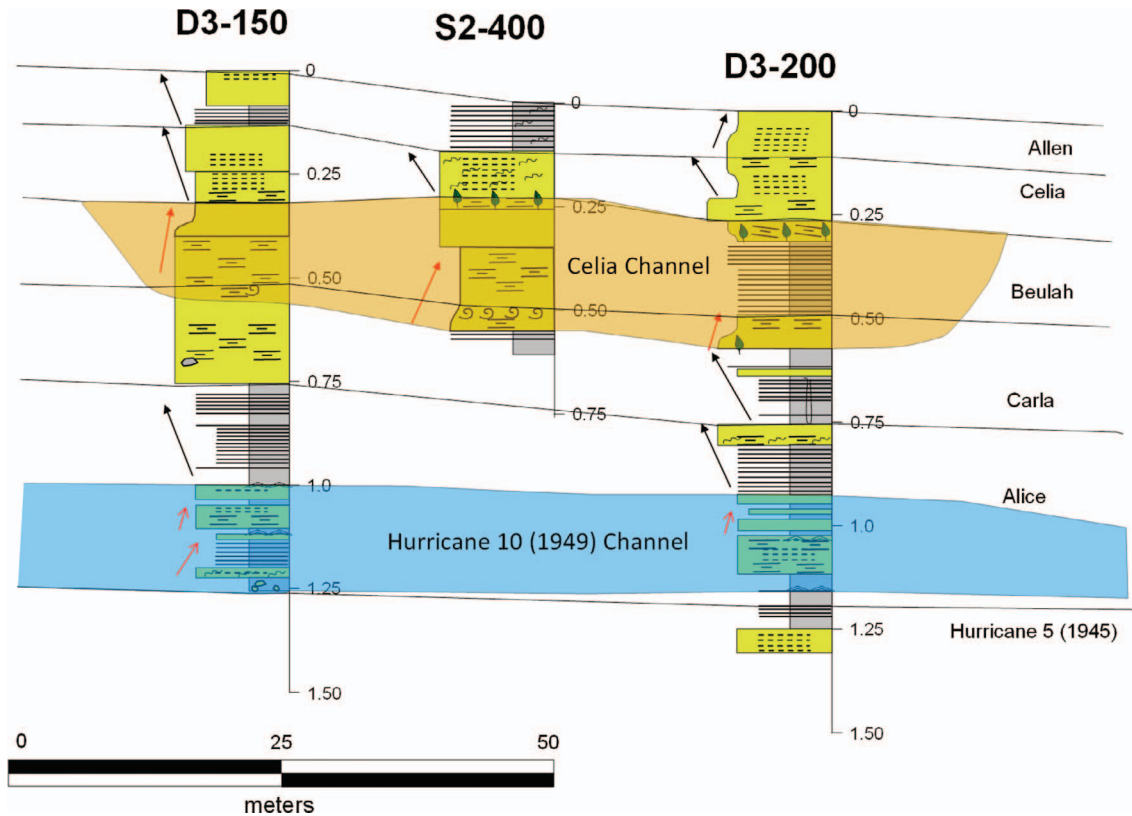 D3-150
S2-400
D3-200
0
0.25
0.50
0.75
1.0
1.25
1.50
0
0.25
0.50
0.75
0
0.25
0.50
0.75
1.0
1.25
1.50
Allen
Celia
Beulah
Carla
Alice
Hurricane 5 (1945)
Celia Channel
Hurricane 10 (1949) Channel
0 25 50
meters